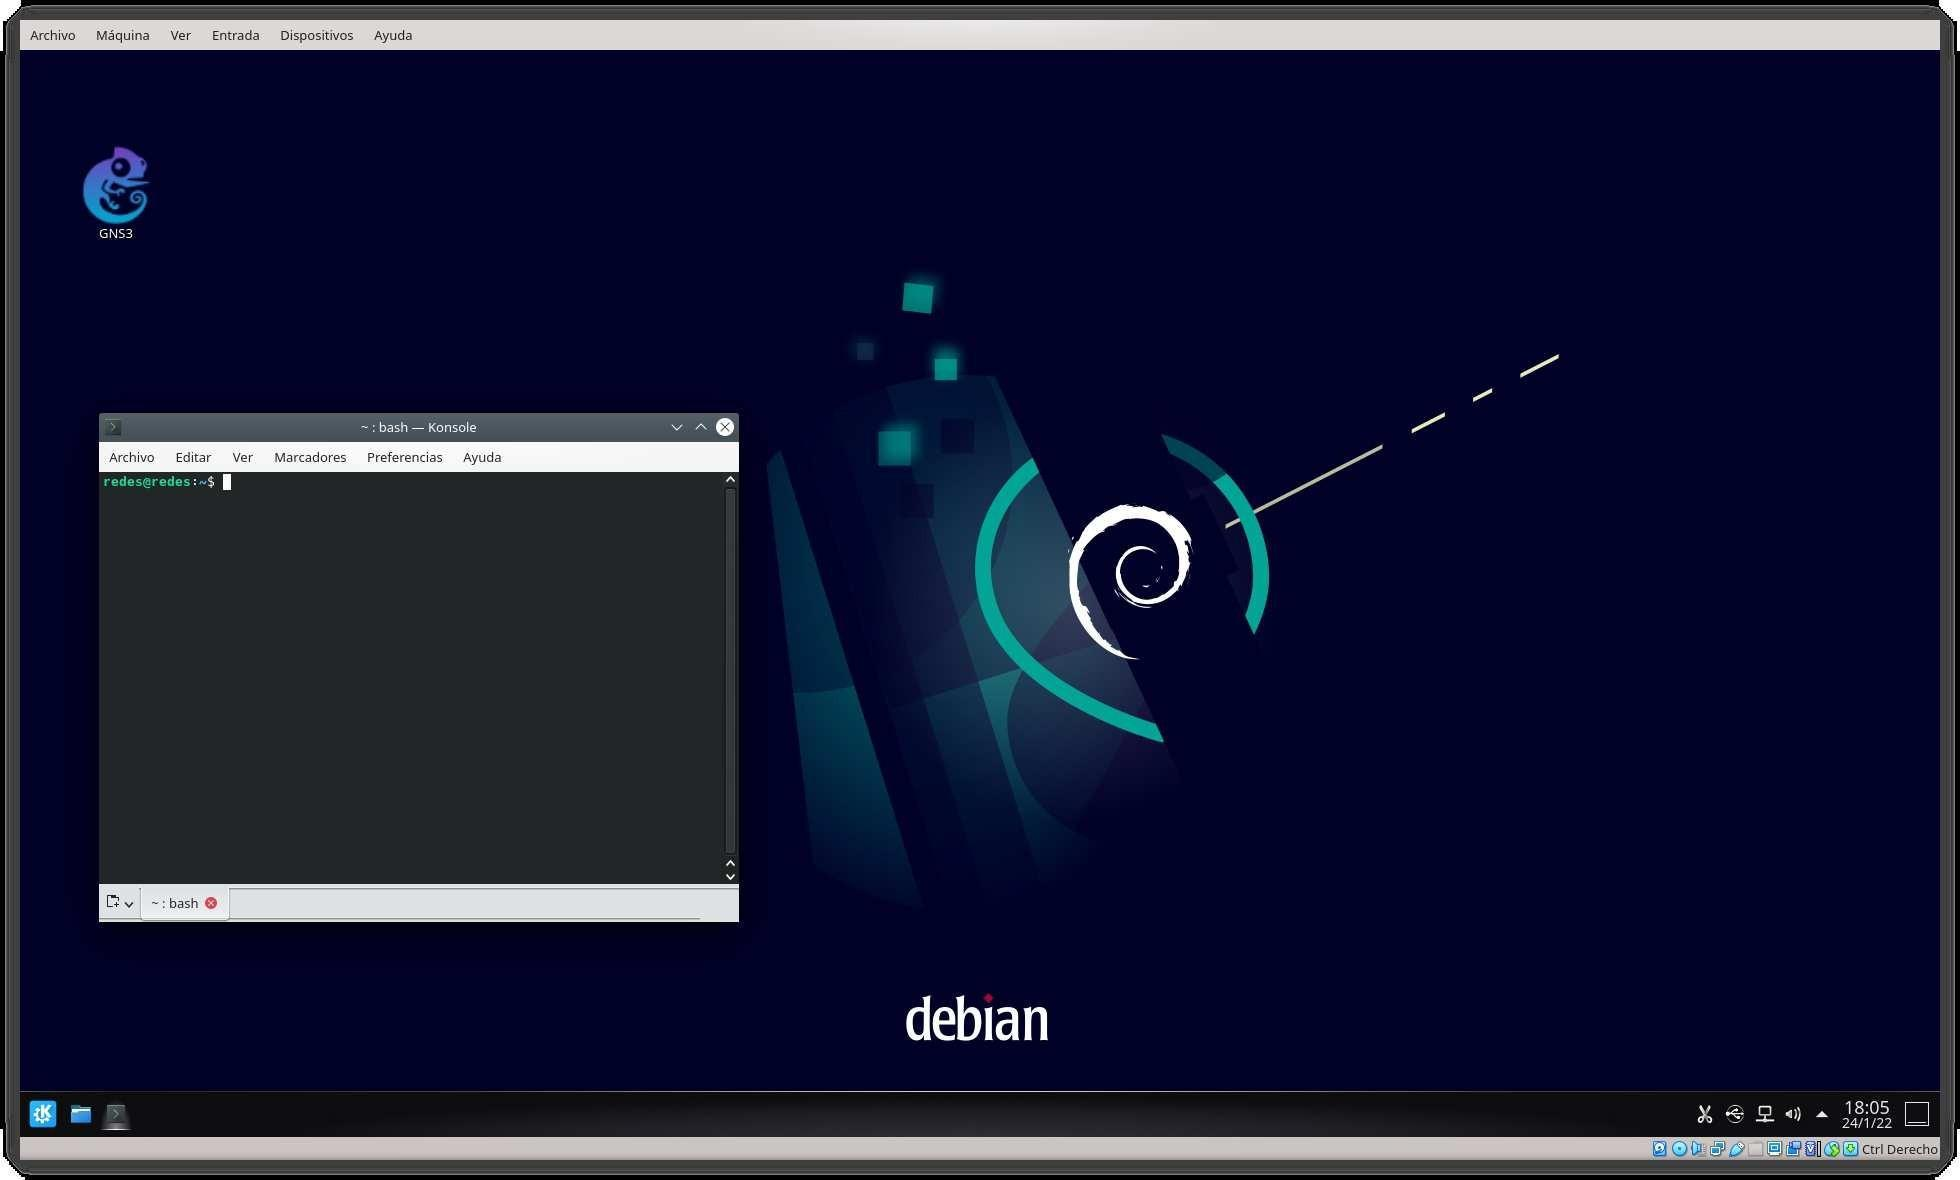 Archivo Máquina Ver Entrada Dispositivos Ayuda
GNS3
~ : bash — Konsole
Archivo Editar Ver Marcadores Preferencias Ayuda
redes@redes:~$
~ : bash
debian
18:05
24/1/22
Ctrl Derecho